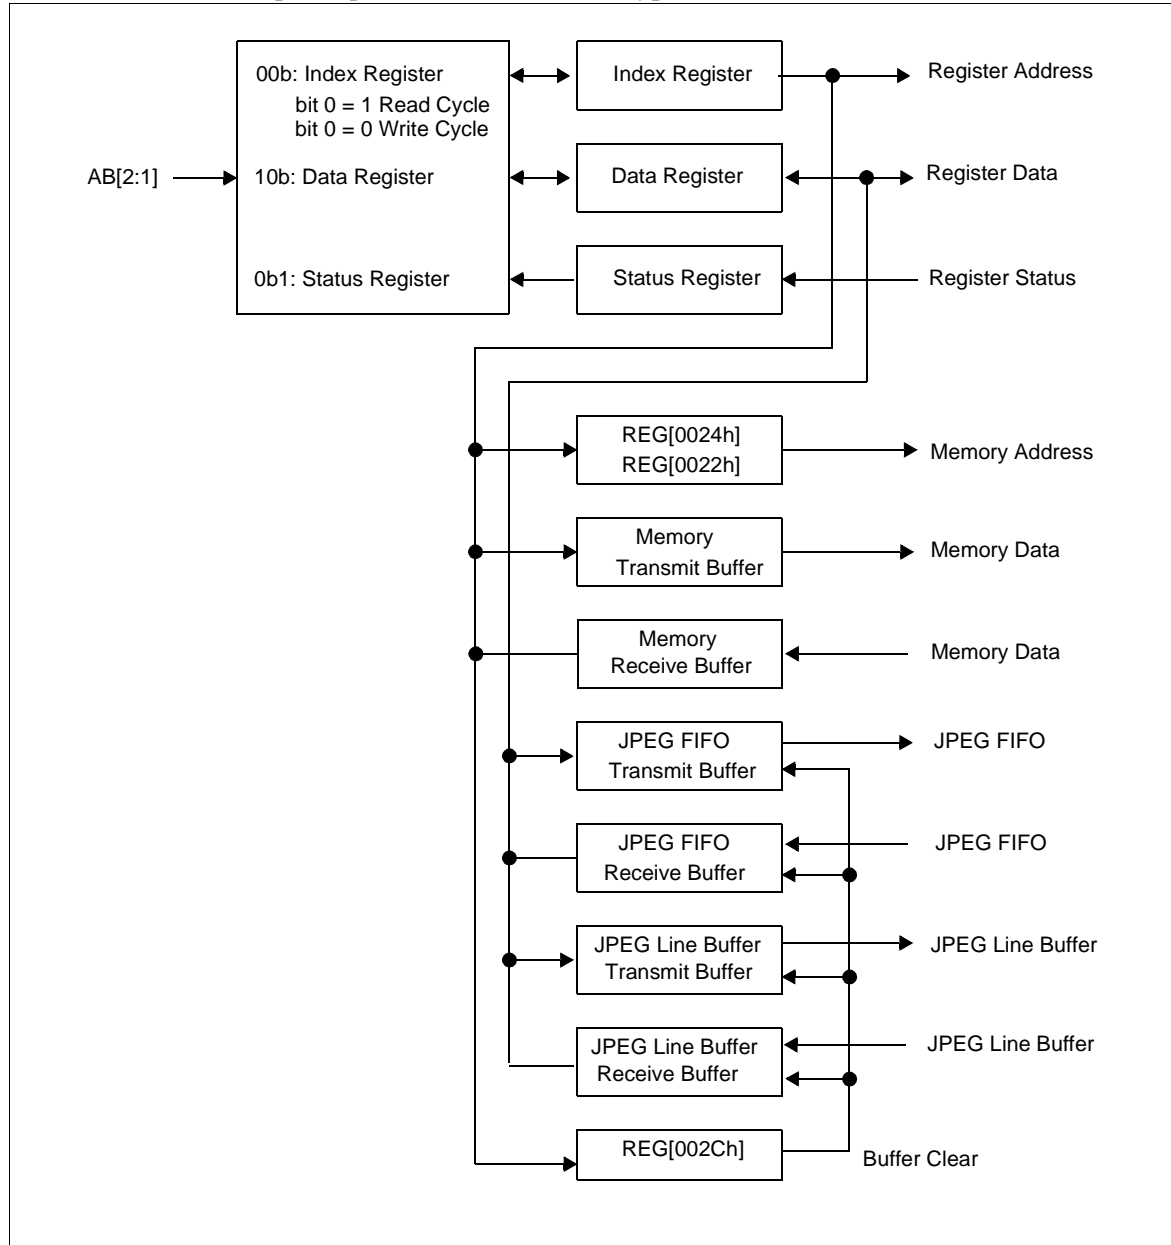 00b: Index Register
bit 0 = 1 Read Cycle
bit 0 = 0 Write Cycle
Index Register
Register Address
AB[2:1]
10b: Data Register
Data Register
Register Data
0b1: Status Register
Status Register
Register Status
REG[0024h]
REG[0022h]
Memory Address
Memory
Transmit Buffer
Memory Data
Memory
Receive Buffer
Memory Data
JPEG FIFO
Transmit Buffer
JPEG FIFO
JPEG FIFO
Receive Buffer
JPEG FIFO
JPEG Line Buffer
Transmit Buffer
JPEG Line Buffer
JPEG Line Buffer
Receive Buffer
JPEG Line Buffer
REG[002Ch]
Buffer Clear